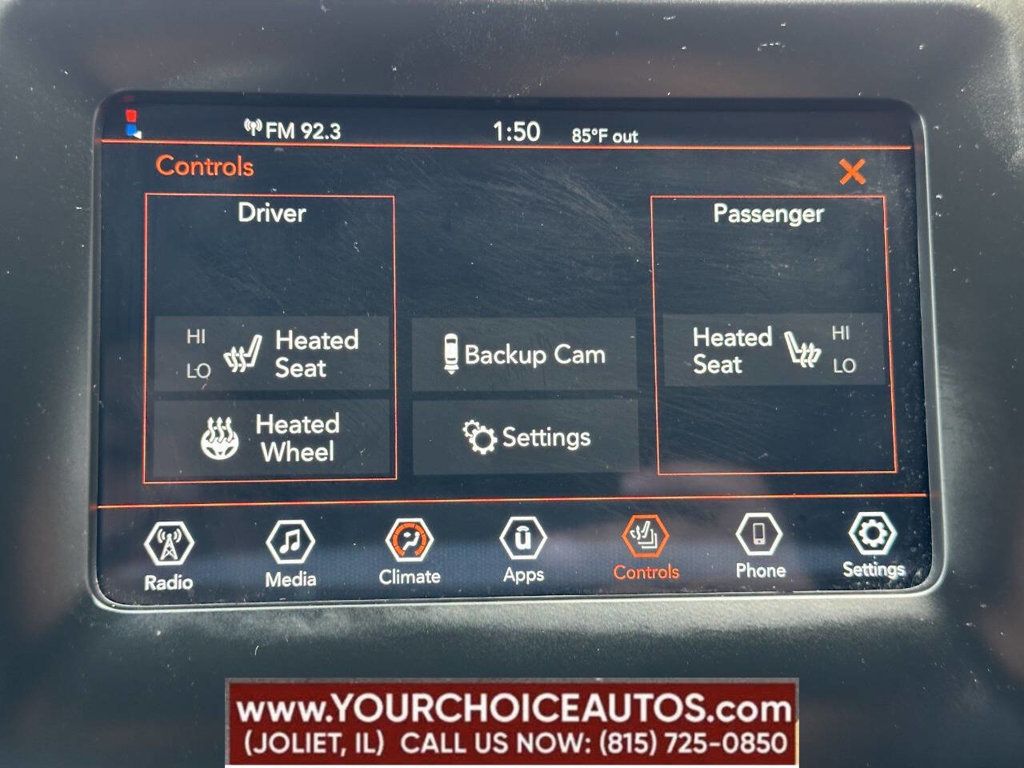 FM 92.3 1:50 85°F out
Controls
Driver
HI
LO
Heated
Seat
Heated
Wheel
Backup Cam
Settings
Passenger
Heated
Seat
HI
LO
Radio Media Climate Apps Controls Phone Settings
www.YOURCHOICEAUTOS.com
(JOLIET, IL) CALL US NOW: (815) 725-0850